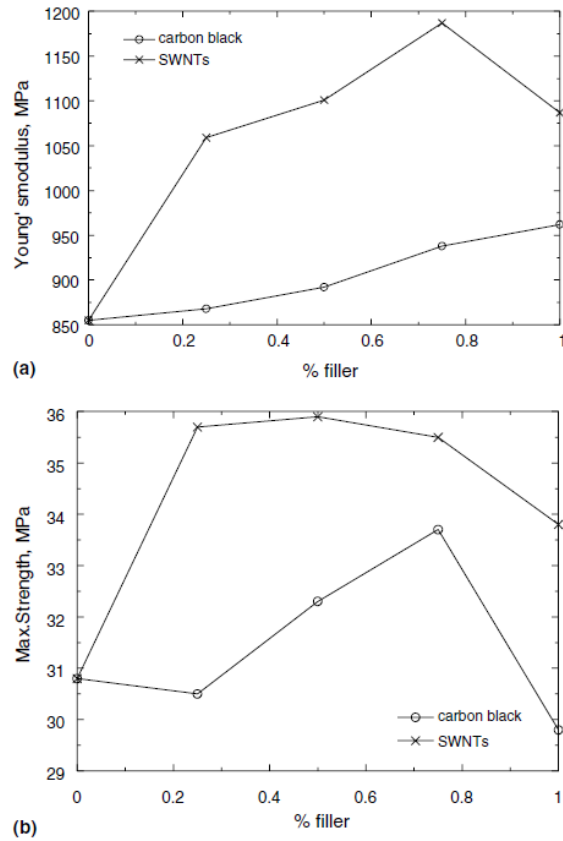 1200
1150
1100
1050
1000
950
900
850
Young' smodulus, MPa
carbon black
SWNTs
0
0.2
0.4
0.6
0.8
1
% filler
(a)
36
35
34
33
32
31
30
29
Max.Strength, MPa
carbon black
SWNTs
0
0.2
0.4
0.6
0.8
1
% filler
(b)